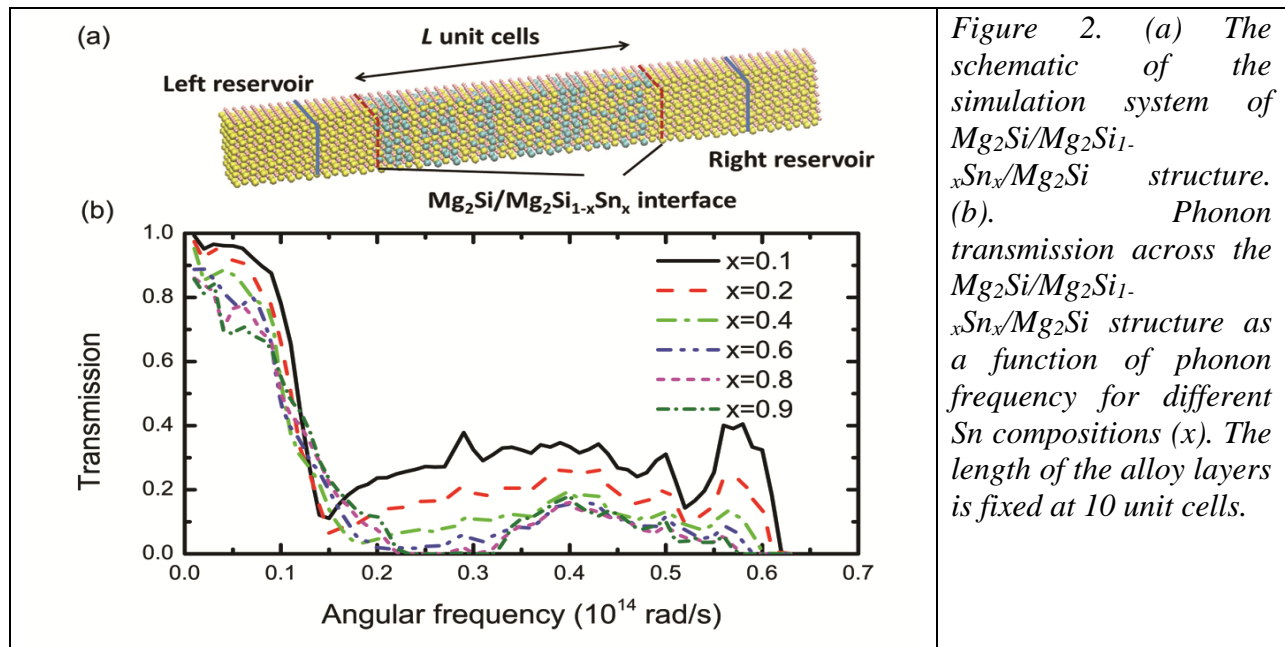 (a)
L unit cells
Left reservoir
Right reservoir
Mg2Si/Mg2Si1-xSnx interface
(b)
1.0
0.8
0.6
0.4
0.2
0.0
Transmission
x=0.1
x=0.2
x=0.4
x=0.6
x=0.8
x=0.9
0.0 0.1 0.2 0.3 0.4 0.5 0.6 0.7
Angular frequency (10^14 rad/s)
Figure 2. (a) The
schematic of the
simulation system of
Mg2Si/Mg2Si1-
xSnx/Mg2Si structure.
(b). Phonon
transmission across the
Mg2Si/Mg2Si1-
xSnx/Mg2Si structure as
a function of phonon
frequency for different
Sn compositions (x). The
length of the alloy layers
is fixed at 10 unit cells.